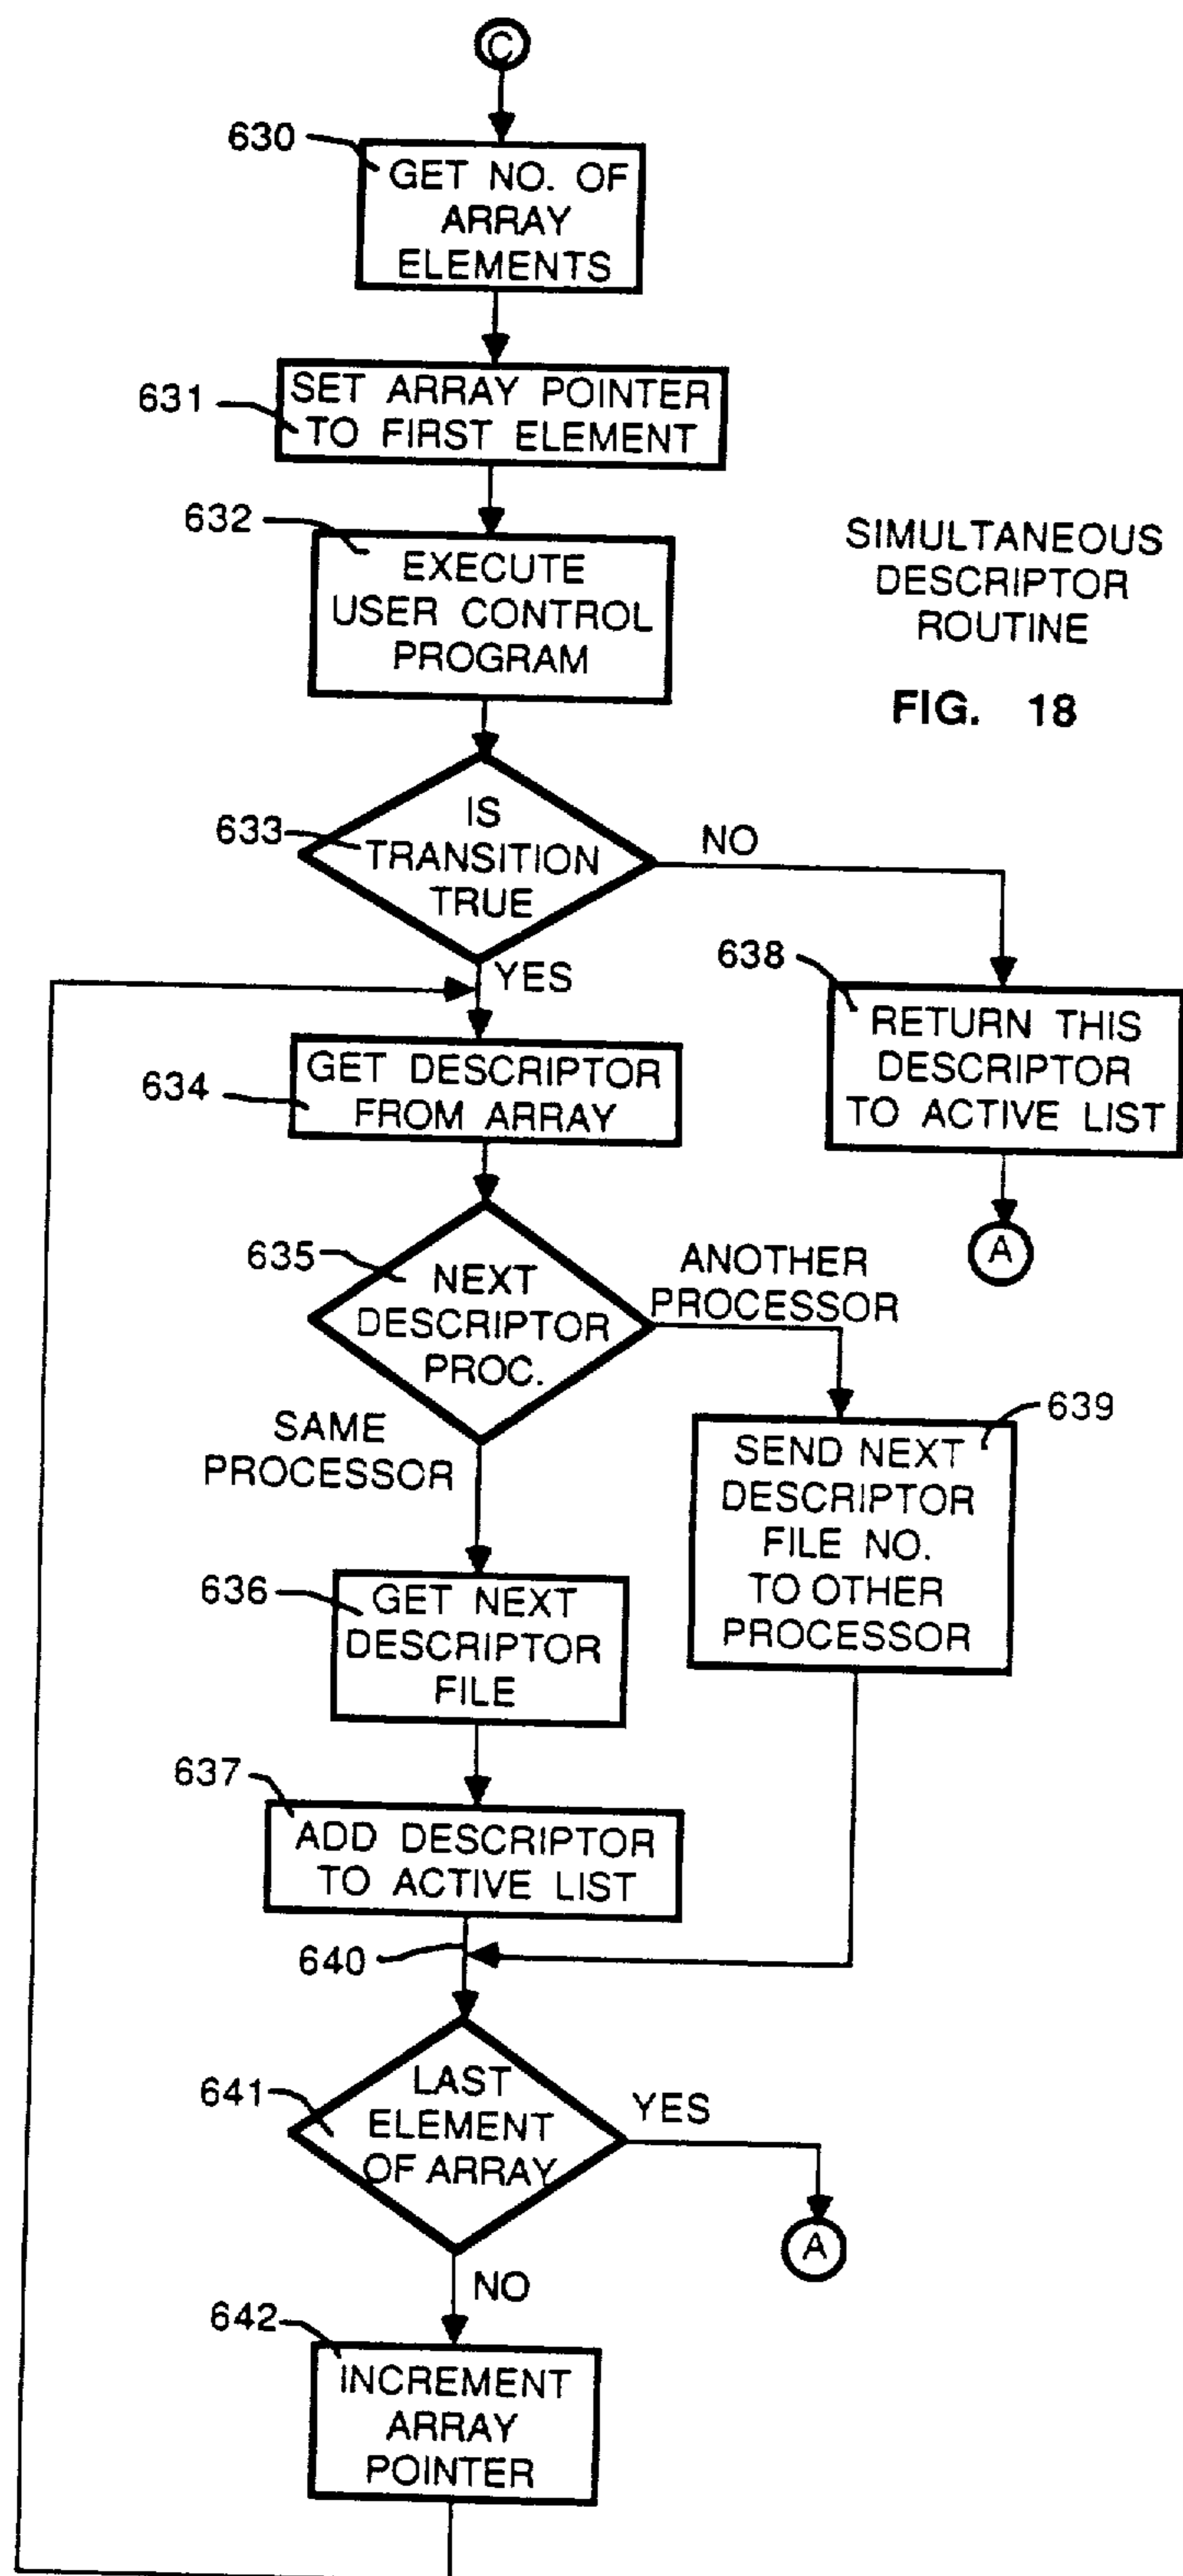 C
630
GET NO. OF
ARRAY
ELEMENTS
631
SET ARRAY POINTER
TO FIRST ELEMENT
632
EXECUTE
USER CONTROL
PROGRAM
SIMULTANEOUS
DESCRIPTOR
ROUTINE
FIG. 18
633
IS
TRANSITION
TRUE
NO
YES
638
RETURN THIS
DESCRIPTOR
TO ACTIVE LIST
A
634
GET DESCRIPTOR
FROM ARRAY
635
NEXT
DESCRIPTOR
PROC.
ANOTHER
PROCESSOR
SAME
PROCESSOR
639
SEND NEXT
DESCRIPTOR
FILE NO.
TO OTHER
PROCESSOR
636
GET NEXT
DESCRIPTOR
FILE
637
ADD DESCRIPTOR
TO ACTIVE LIST
640
641
LAST
ELEMENT
OF ARRAY
YES
A
NO
642
INCREMENT
ARRAY
POINTER